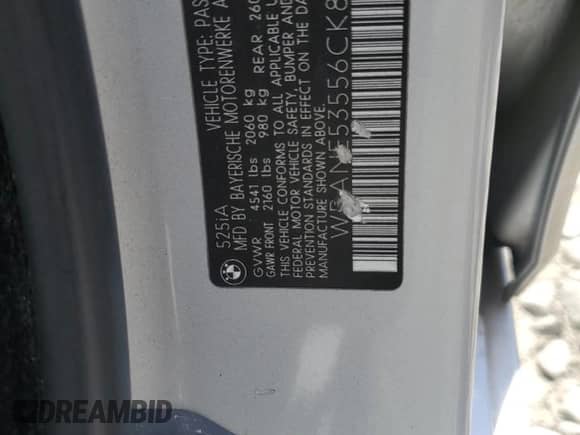 525iA VEHICLE TYPE: PAS
MFD BY BAYERISCHE MOTORENWERKE A
GVWR 4541 lbs 2060 kg REAR 260
GAWR FRONT 2160 lbs 980 kg
THIS VEHICLE CONFORMS TO ALL APPLICABLE U
FEDERAL MOTOR VEHICLE SAFETY, BUMPER AND
PREVENTION STANDARDS IN EFFECT ON THE DA
MANUFACTURE SHOWN ABOVE.
WBANE53556CK8
DREAMBID